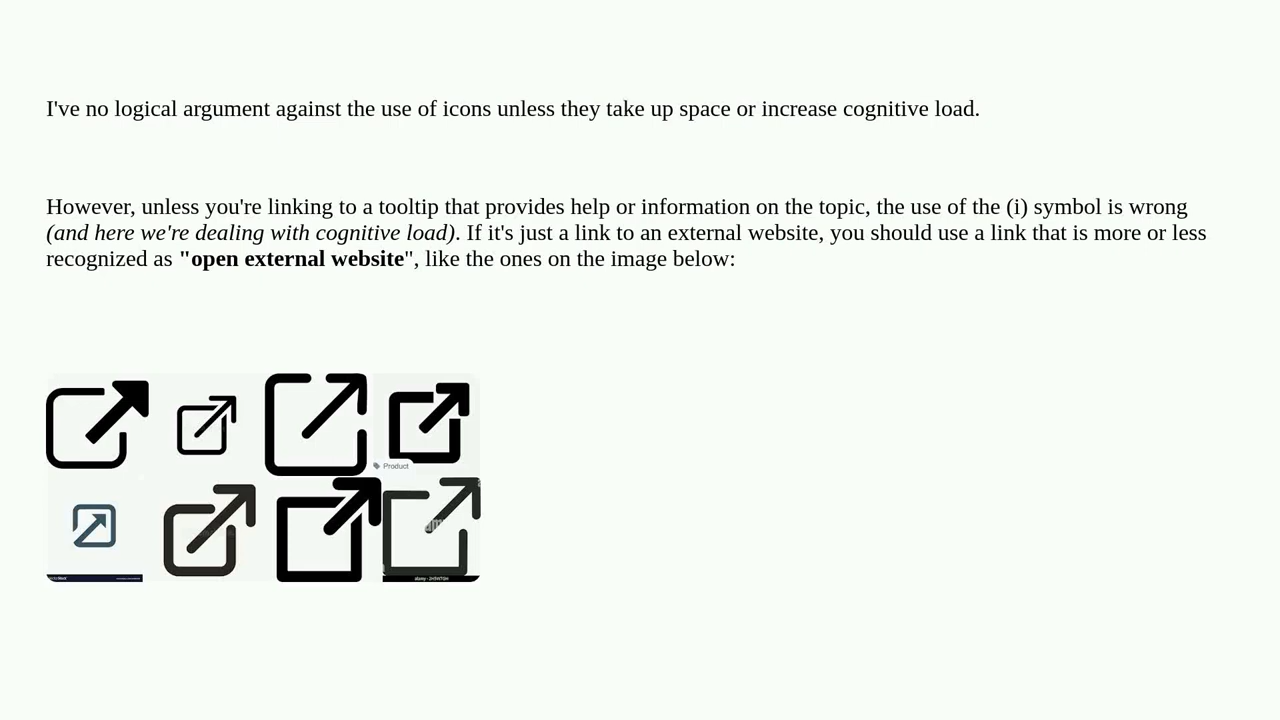 I've no logical argument against the use of icons unless they take up space or increase cognitive load.
However, unless you're linking to a tooltip that provides help or information on the topic, the use of the (i) symbol is wrong
(and here we're dealing with cognitive load). If it's just a link to an external website, you should use a link that is more or less
recognized as "open external website", like the ones on the image below:
Product